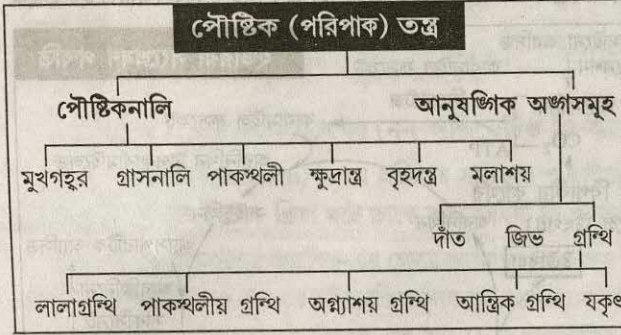 পৌষ্টিক (পরিপাক) তন্ত্র
পৌষ্টিকনালি আনুষঙ্গিক অঙ্গসমূহ
মুখগহ্বর গ্রাসনালি পাকস্থলী ক্ষুদ্রান্ত্র বৃহদন্ত্র মলাশয়
দাঁত জিভ গ্রন্থি
লালাগ্রন্থি পাকস্থলীয় গ্রন্থি অগ্ন্যাশয় গ্রন্থি আন্ত্রিক গ্রন্থি যকৃৎ